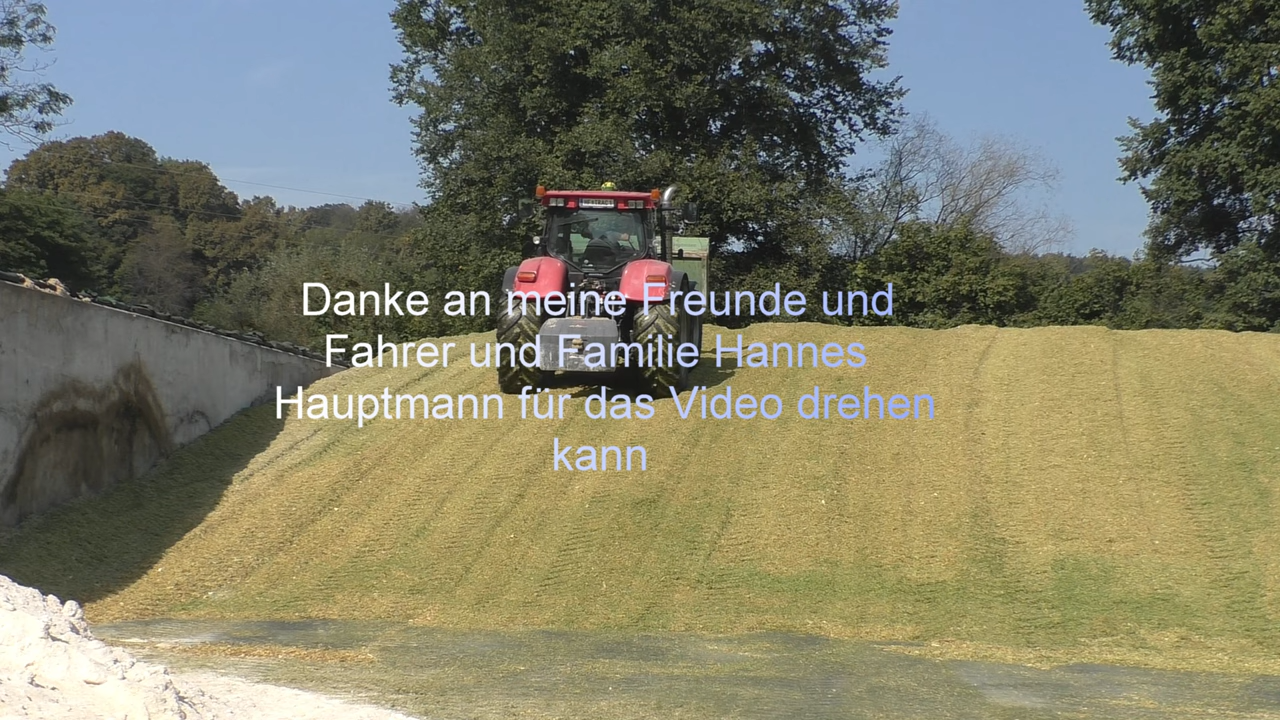 Danke an meine Freunde und
Fahrer und Familie Hannes
Hauptmann für das Video drehen
kann